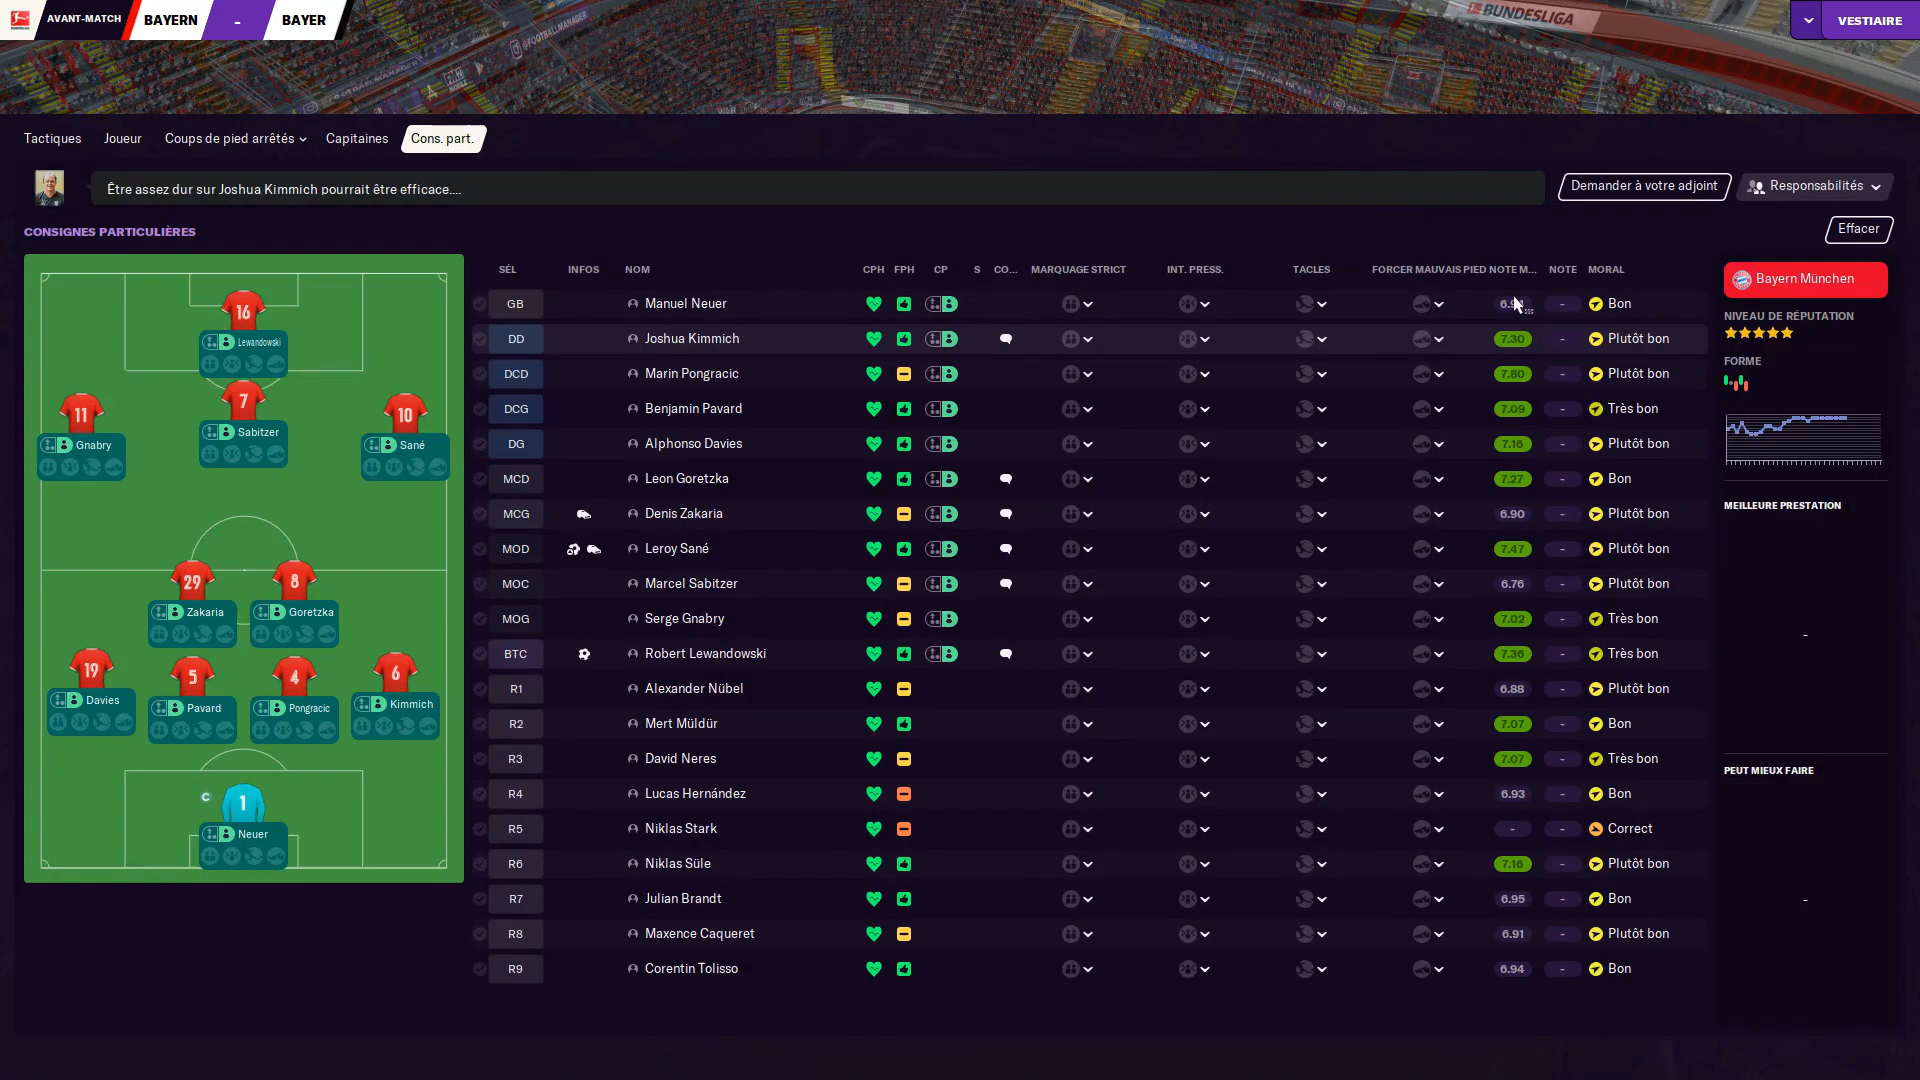 AVANT-MATCH
BAYERN
-
BAYER
@FOOTBALLMANAGER
BUNDESLIGA
VESTIAIRE
Tactiques
Joueur
Coups de pied arrêtés
Capitaines
Cons. part.
Être assez dur sur Joshua Kimmich pourrait être efficace....
Demander à votre adjoint
Responsabilités
CONSIGNES PARTICULIÈRES
Effacer
SÉL INFOS NOM CPH FPH CP S CO... MARQUAGE STRICT INT. PRESS. TACLES FORCER MAUVAIS PIED NOTE M... NOTE MORAL
GB Manuel Neuer - Bon
DD Joshua Kimmich 7.30 - Plutôt bon
DCD Marin Pongracic 7.80 - Plutôt bon
DCG Benjamin Pavard 7.09 - Très bon
DG Alphonso Davies 7.16 - Plutôt bon
MCD Leon Goretzka 7.27 - Bon
MCG Denis Zakaria 6.90 - Plutôt bon
MOD Leroy Sané 7.47 - Plutôt bon
MOC Marcel Sabitzer 6.76 - Plutôt bon
MOG Serge Gnabry 7.02 - Très bon
BTC Robert Lewandowski 7.36 - Très bon
R1 Alexander Nübel 6.88 - Plutôt bon
R2 Mert Müldür 7.07 - Bon
R3 David Neres 7.07 - Très bon
R4 Lucas Hernández 6.93 - Bon
R5 Niklas Stark - - Correct
R6 Niklas Süle 7.16 - Plutôt bon
R7 Julian Brandt 6.95 - Bon
R8 Maxence Caqueret 6.91 - Plutôt bon
R9 Corentin Tolisso 6.94 - Bon
16
Lewandowski
11
7
10
Gnabry
Sabitzer
Sané
29
8
Zakaria
Goretzka
19
5
4
6
Davies
Pavard
Pongracic
Kimmich
C
1
Neuer
Bayern München
NIVEAU DE RÉPUTATION
FORME
MEILLEURE PRESTATION
-
PEUT MIEUX FAIRE
-